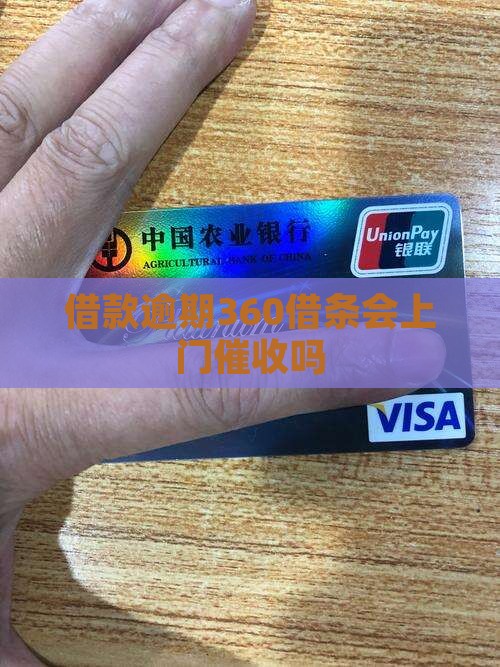 中国农业银行
AGRICULTURAL BANK OF CHINA
UnionPay
银联
借款逾期360借条会上
门催收吗
VISA